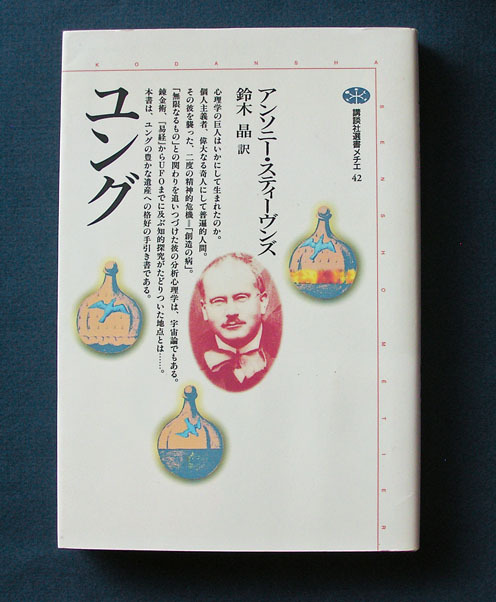 KODANSHA SENSHO METIER
講談社選書メチエ 42
アンソニー・スティーヴンズ
鈴木 晶 訳
心理学の巨人はいかにして生まれたのか。
個人主義者、偉大なる奇人にして普遍的人間。
その彼を襲った、二度の精神的危機=「創造の病」。
「無限なるもの」との関わりを追いつづけた彼の分析心理学は、宇宙論でもある。
錬金術、『易経』からUFOまでに及ぶ知的探究がたどりついた地点とは……。
本書は、ユングの豊かな遺産への格好の手引き書である。
ユング